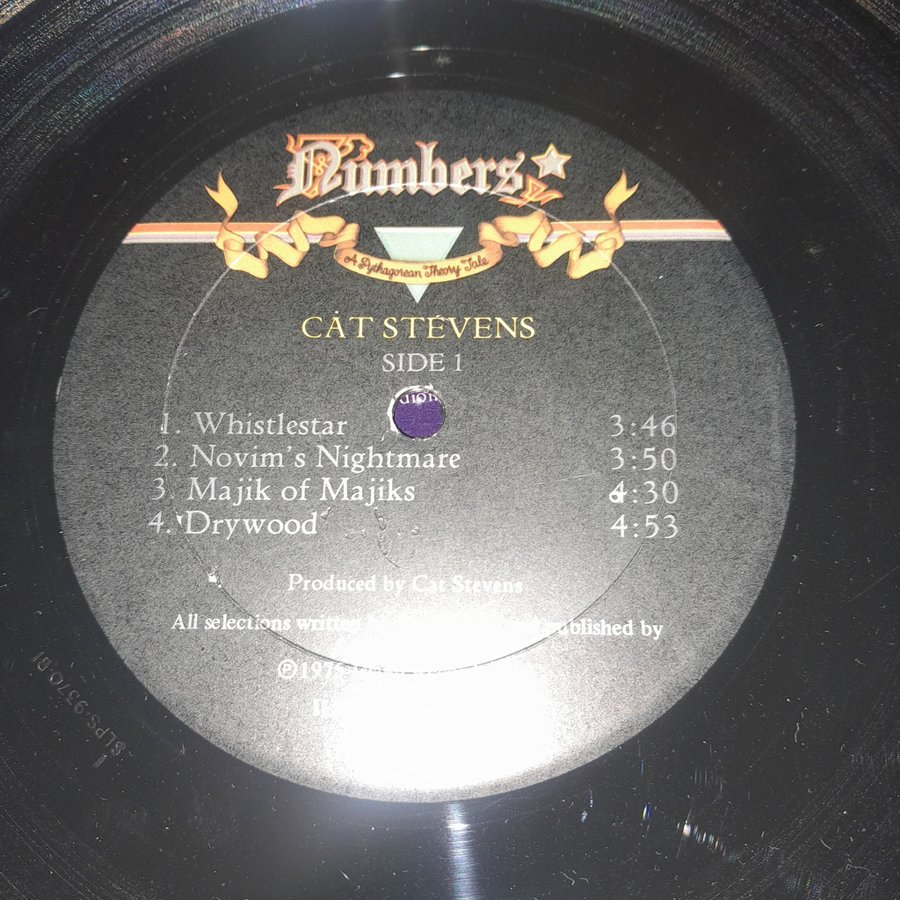 Numbers
A Pythagorean Theory Tale
CAT STEVENS
SIDE 1
1. Whistlestar 3:46
2. Novim's Nightmare 3:50
3. Majik of Majiks 4:30
4. Drywood 4:53
Produced by Cat Stevens
All selections written published by
℗1975